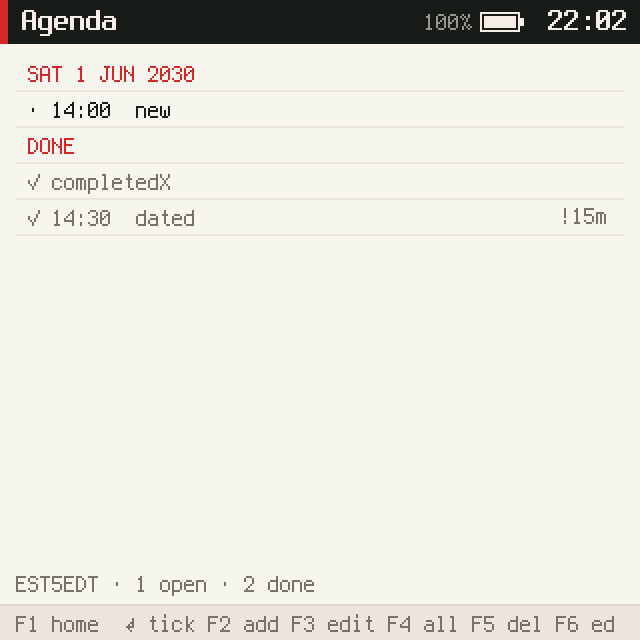 Agenda 100% 22:02
SAT 1 JUN 2030
· 14:00 new
DONE
√ completedX
√ 14:30 dated !15m
EST5EDT · 1 open · 2 done
F1 home ↲ tick F2 add F3 edit F4 all F5 del F6 ed